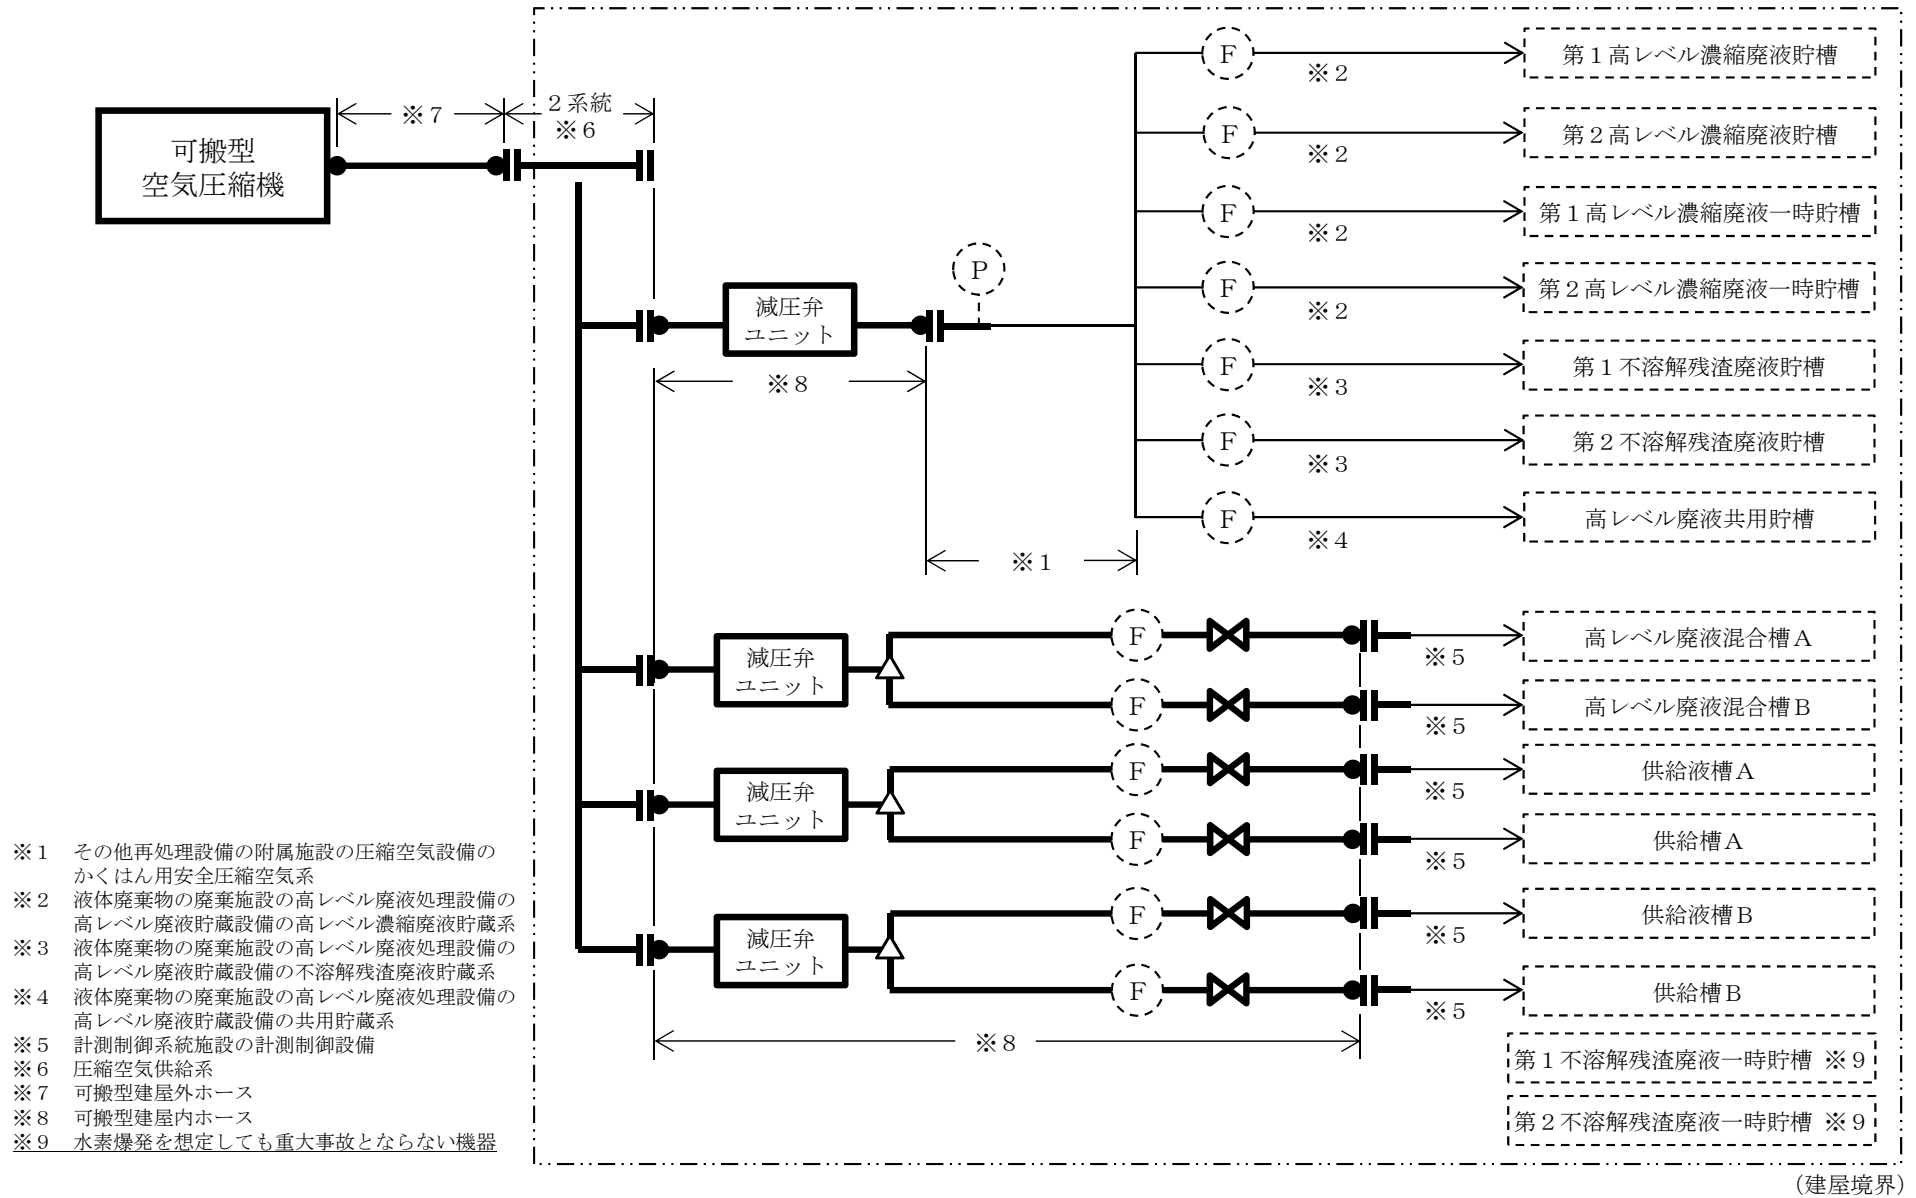 可搬型
空気圧縮機
※７
２系統
※６
減圧弁
ユニット
※８
Ｐ
※１
Ｆ
※２
第１高レベル濃縮廃液貯槽
Ｆ
※２
第２高レベル濃縮廃液貯槽
Ｆ
※２
第１高レベル濃縮廃液一時貯槽
Ｆ
※２
第２高レベル濃縮廃液一時貯槽
Ｆ
※３
第１不溶解残渣廃液貯槽
Ｆ
※３
第２不溶解残渣廃液貯槽
Ｆ
※４
高レベル廃液共用貯槽
減圧弁
ユニット
Ｆ
※５
高レベル廃液混合槽Ａ
Ｆ
※５
高レベル廃液混合槽Ｂ
減圧弁
ユニット
Ｆ
※５
供給液槽Ａ
Ｆ
※５
供給槽Ａ
減圧弁
ユニット
Ｆ
※５
供給液槽Ｂ
Ｆ
※５
供給槽Ｂ
※８
第１不溶解残渣廃液一時貯槽 ※９
第２不溶解残渣廃液一時貯槽 ※９
※１　その他再処理設備の附属施設の圧縮空気設備の
かくはん用安全圧縮空気系
※２　液体廃棄物の廃棄施設の高レベル廃液処理設備の
高レベル廃液貯蔵設備の高レベル濃縮廃液貯蔵系
※３　液体廃棄物の廃棄施設の高レベル廃液処理設備の
高レベル廃液貯蔵設備の不溶解残渣廃液貯蔵系
※４　液体廃棄物の廃棄施設の高レベル廃液処理設備の
高レベル廃液貯蔵設備の共用貯蔵系
※５　計測制御系統施設の計測制御設備
※６　圧縮空気供給系
※７　可搬型建屋外ホース
※８　可搬型建屋内ホース
※９　水素爆発を想定しても重大事故とならない機器
（建屋境界）